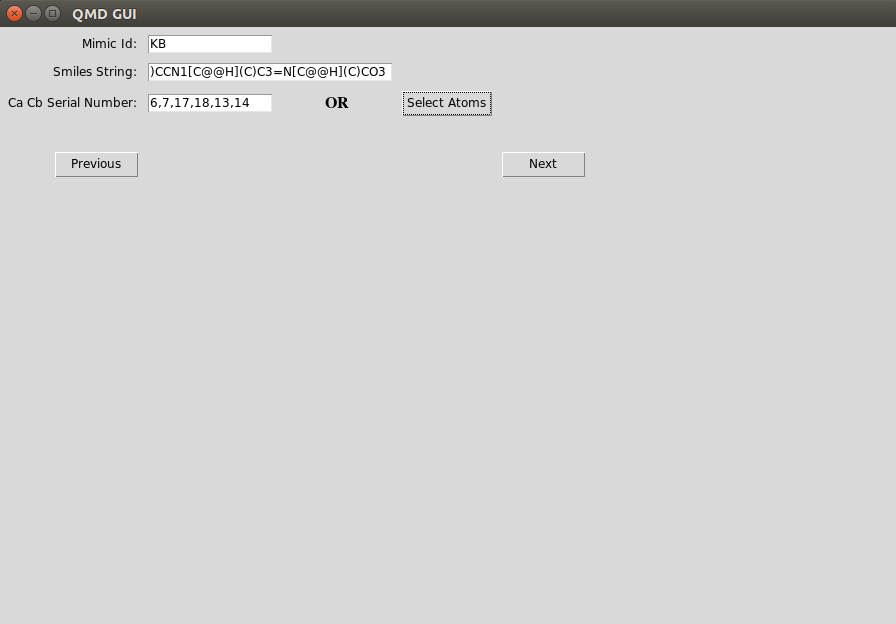 QMD GUI
Mimic Id: KB
Smiles String: )CCN1[C@@H](C)C3=N[C@@H](C)CO3
Ca Cb Serial Number: 6,7,17,18,13,14 OR Select Atoms
Previous Next